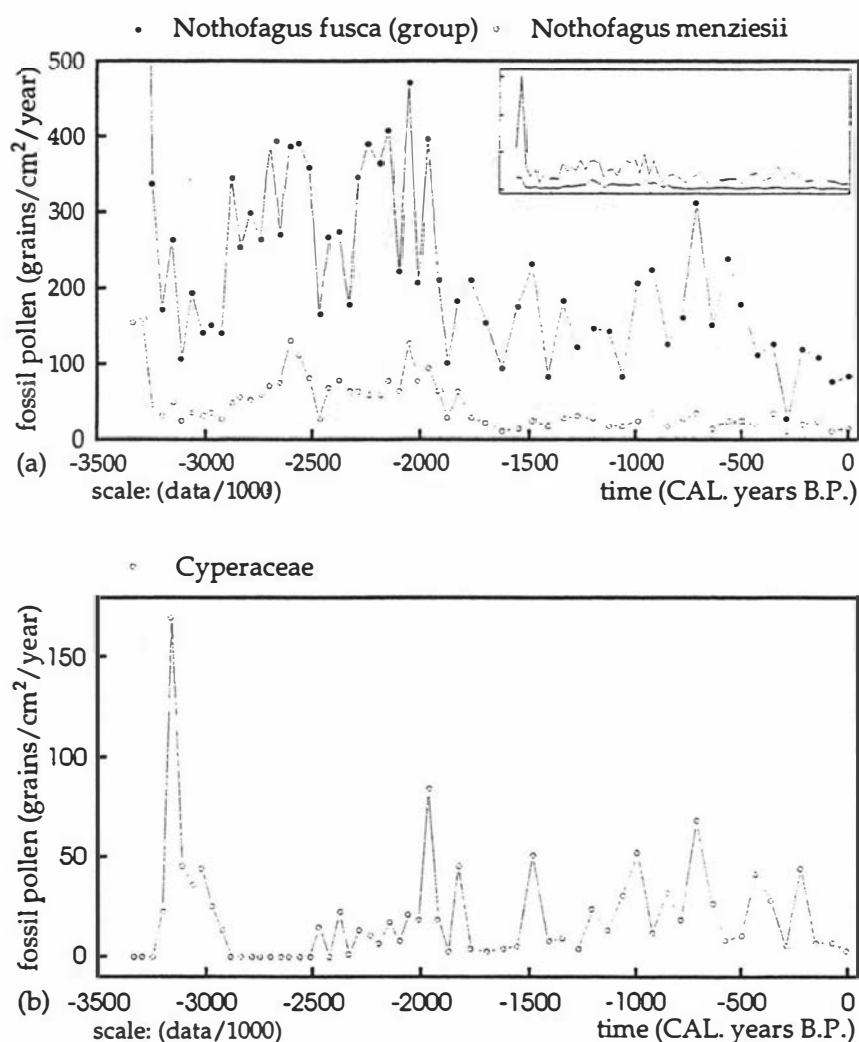 • Nothofagus fusca (group) ◦ Nothofagus menziesii
fossil pollen (grains/cm²/year)
500
400
300
200
100
0
(a) -3500 -3000 -2500 -2000 -1500 -1000 -500 0
scale: (data/1000) time (CAL. years B.P.)
◦ Cyperaceae
fossil pollen (grains/cm²/year)
150
100
50
0
(b) -3500 -3000 -2500 -2000 -1500 -1000 -500 0
scale: (data/1000) time (CAL. years B.P.)